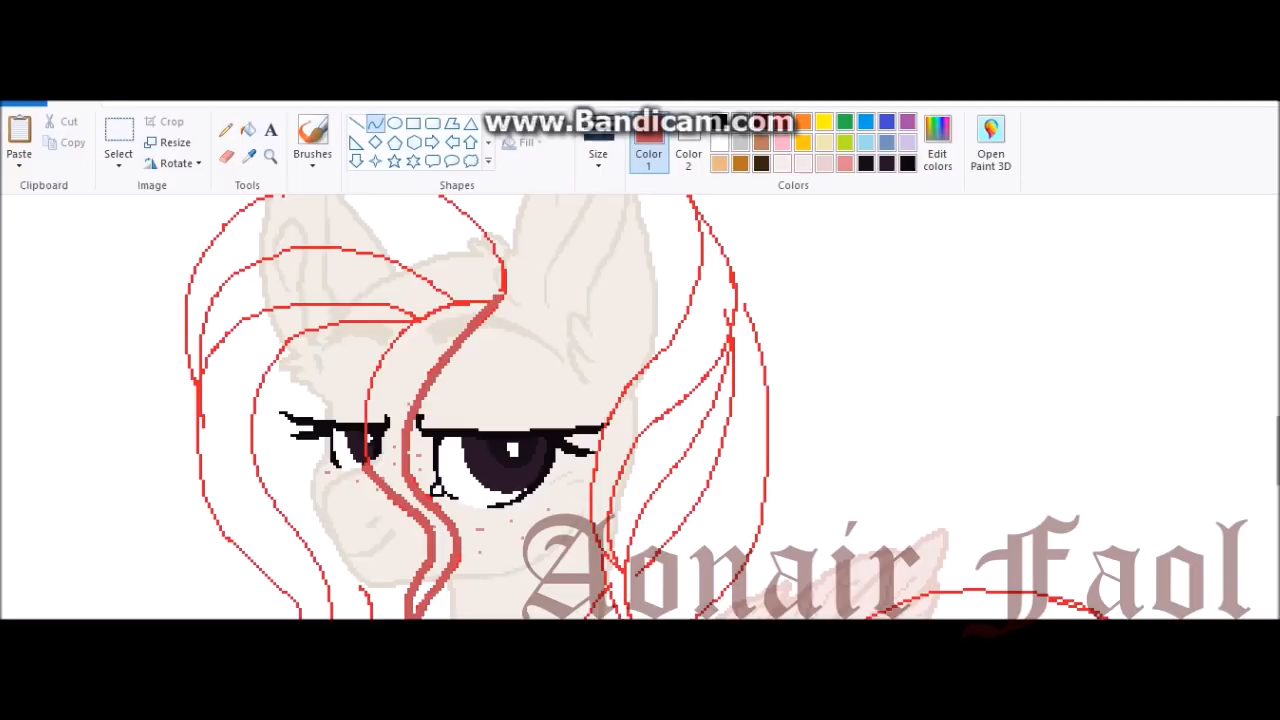 www.Bandicam.com
Paste
Cut
Copy
Clipboard
Select
Crop
Resize
Rotate
Image
Tools
Brushes
Shapes
Fill
Size
Color
1
Color
2
Edit
colors
Colors
Open
Paint 3D
Aonair Faol